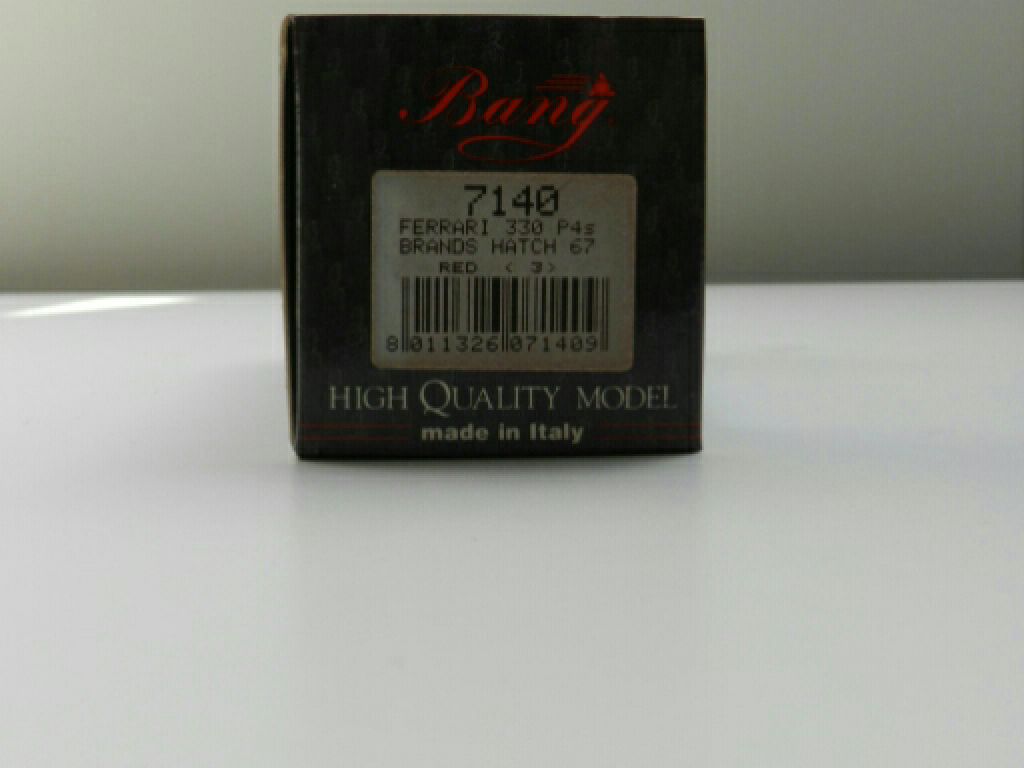 Bang
7140
FERRARI 330 P4s
BRANDS HATCH 67
RED < 3>
8 011326 071409
HIGH QUALITY MODEL
made in Italy